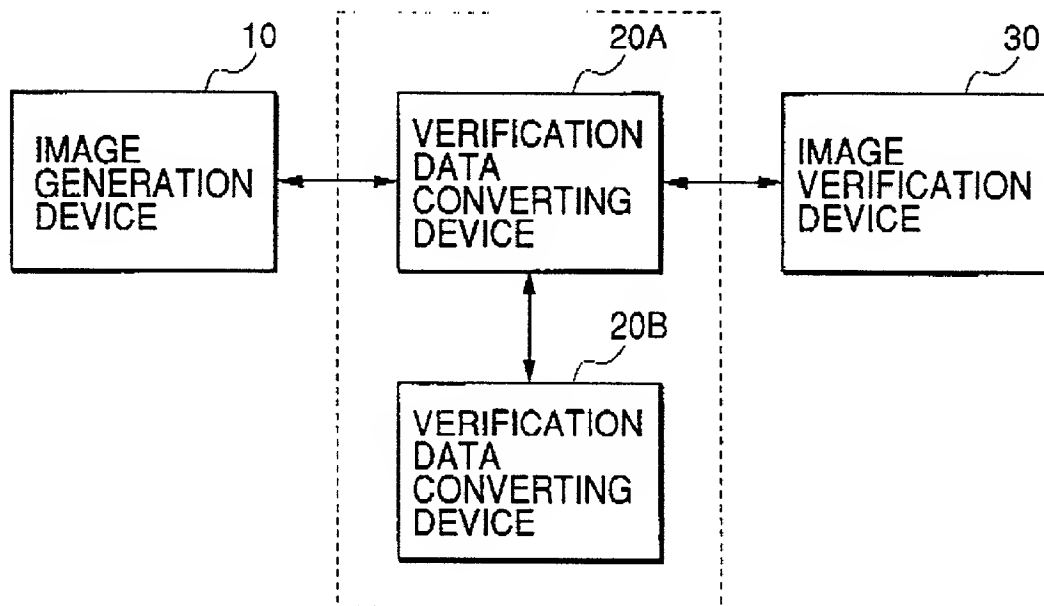 10
20A
30
IMAGE
GENERATION
DEVICE
VERIFICATION
DATA
CONVERTING
DEVICE
IMAGE
VERIFICATION
DEVICE
20B
VERIFICATION
DATA
CONVERTING
DEVICE